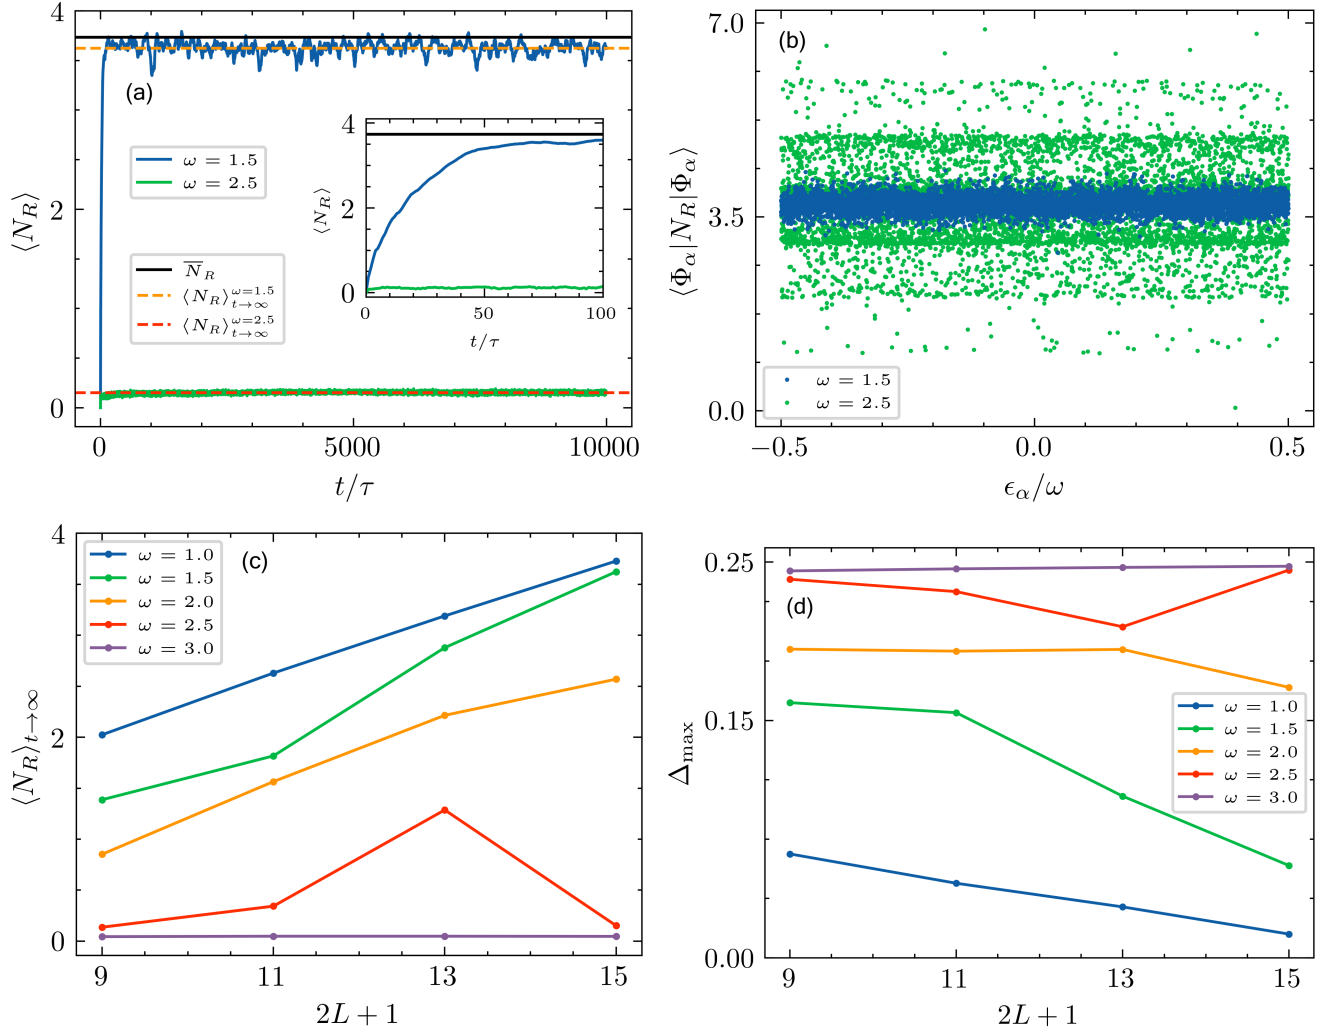 4
2
0
⟨N_R⟩
(a)
ω = 1.5
ω = 2.5
N̅_R
⟨N_R⟩^{ω=1.5}_{t→∞}
⟨N_R⟩^{ω=2.5}_{t→∞}
4
2
0
⟨N_R⟩
0 50 100
t/τ
0 5000 10000
t/τ
(b)
7.0
3.5
0.0
⟨Φ_α|N_R|Φ_α⟩
ω = 1.5
ω = 2.5
−0.5 0.0 0.5
ϵ_α/ω
(c)
4
2
0
⟨N_R⟩_{t→∞}
ω = 1.0
ω = 1.5
ω = 2.0
ω = 2.5
ω = 3.0
9 11 13 15
2L + 1
(d)
0.25
0.15
0.00
Δ_max
ω = 1.0
ω = 1.5
ω = 2.0
ω = 2.5
ω = 3.0
9 11 13 15
2L + 1